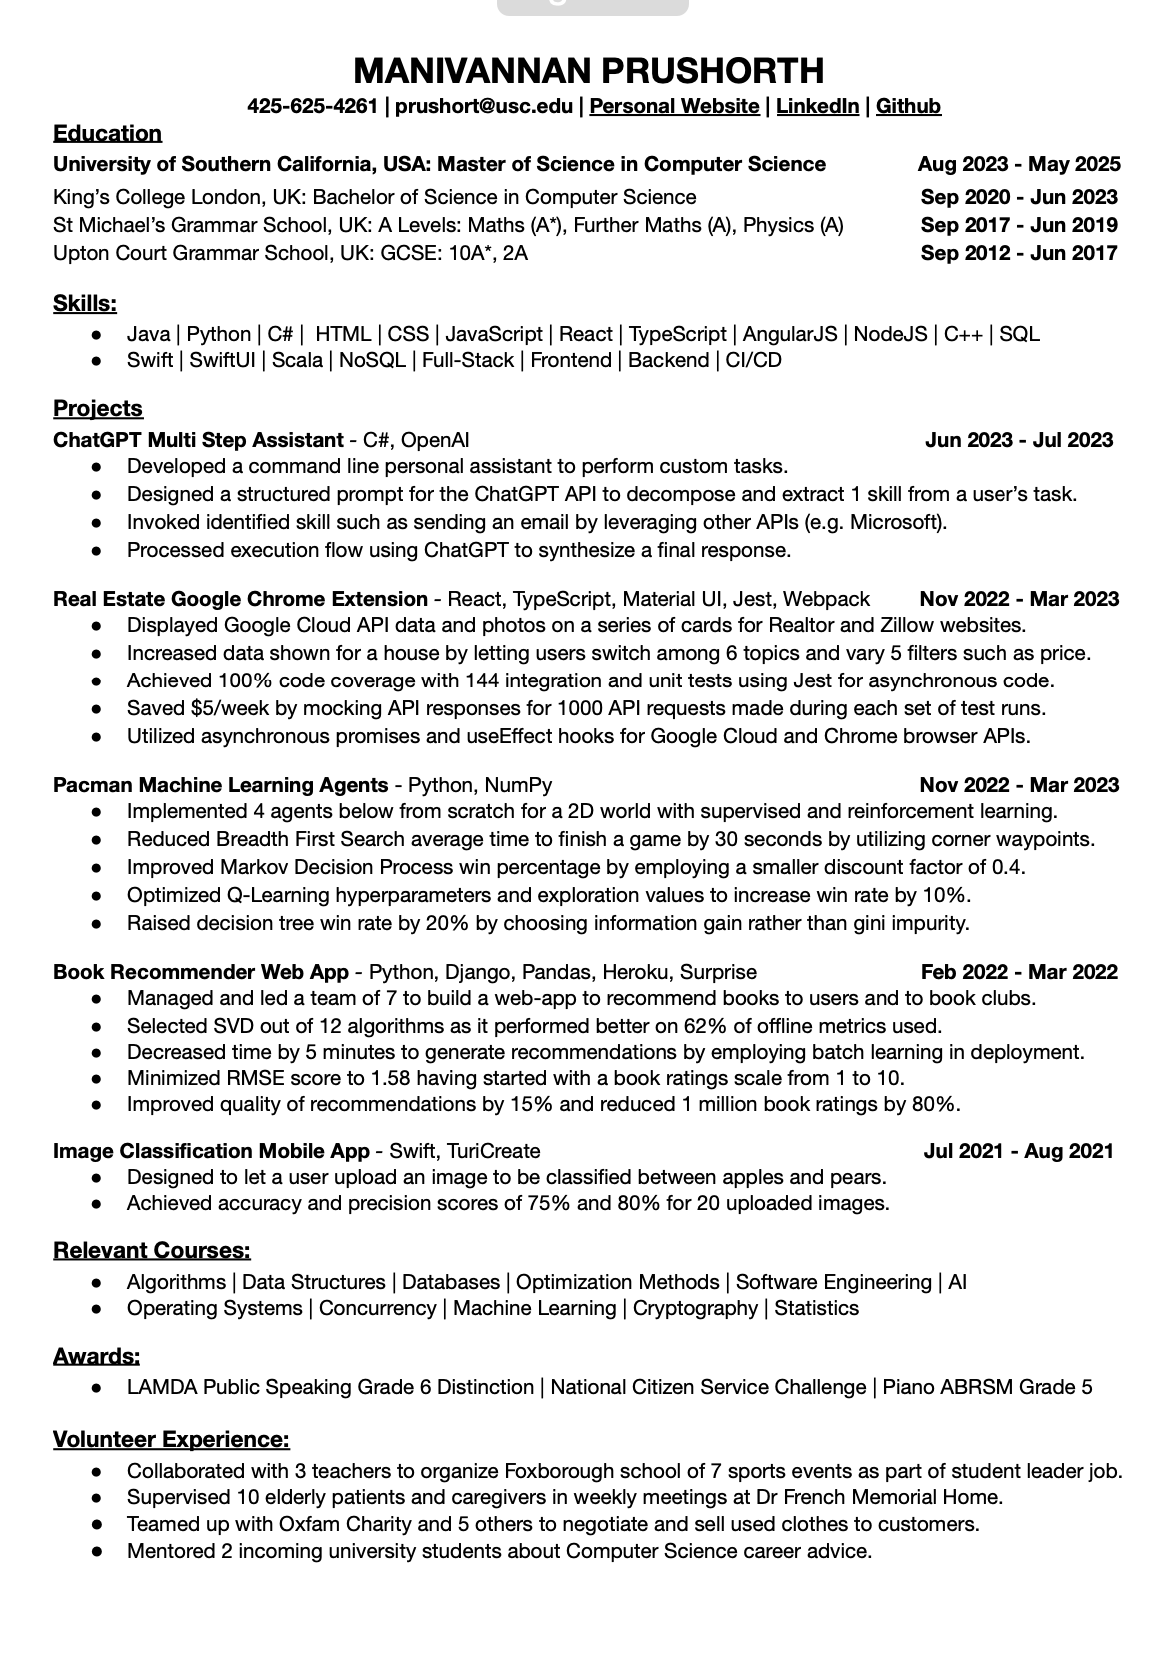 MANIVANNAN PRUSHORTH
425-625-4261 | prushort@usc.edu | Personal Website | LinkedIn | Github
Education
University of Southern California, USA: Master of Science in Computer Science Aug 2023 - May 2025
King’s College London, UK: Bachelor of Science in Computer Science Sep 2020 - Jun 2023
St Michael’s Grammar School, UK: A Levels: Maths (A*), Further Maths (A), Physics (A) Sep 2017 - Jun 2019
Upton Court Grammar School, UK: GCSE: 10A*, 2A Sep 2012 - Jun 2017
Skills:
● Java | Python | C# | HTML | CSS | JavaScript | React | TypeScript | AngularJS | NodeJS | C++ | SQL
● Swift | SwiftUI | Scala | NoSQL | Full-Stack | Frontend | Backend | CI/CD
Projects
ChatGPT Multi Step Assistant - C#, OpenAI Jun 2023 - Jul 2023
● Developed a command line personal assistant to perform custom tasks.
● Designed a structured prompt for the ChatGPT API to decompose and extract 1 skill from a user’s task.
● Invoked identified skill such as sending an email by leveraging other APIs (e.g. Microsoft).
● Processed execution flow using ChatGPT to synthesize a final response.
Real Estate Google Chrome Extension - React, TypeScript, Material UI, Jest, Webpack Nov 2022 - Mar 2023
● Displayed Google Cloud API data and photos on a series of cards for Realtor and Zillow websites.
● Increased data shown for a house by letting users switch among 6 topics and vary 5 filters such as price.
● Achieved 100% code coverage with 144 integration and unit tests using Jest for asynchronous code.
● Saved $5/week by mocking API responses for 1000 API requests made during each set of test runs.
● Utilized asynchronous promises and useEffect hooks for Google Cloud and Chrome browser APIs.
Pacman Machine Learning Agents - Python, NumPy Nov 2022 - Mar 2023
● Implemented 4 agents below from scratch for a 2D world with supervised and reinforcement learning.
● Reduced Breadth First Search average time to finish a game by 30 seconds by utilizing corner waypoints.
● Improved Markov Decision Process win percentage by employing a smaller discount factor of 0.4.
● Optimized Q-Learning hyperparameters and exploration values to increase win rate by 10%.
● Raised decision tree win rate by 20% by choosing information gain rather than gini impurity.
Book Recommender Web App - Python, Django, Pandas, Heroku, Surprise Feb 2022 - Mar 2022
● Managed and led a team of 7 to build a web-app to recommend books to users and to book clubs.
● Selected SVD out of 12 algorithms as it performed better on 62% of offline metrics used.
● Decreased time by 5 minutes to generate recommendations by employing batch learning in deployment.
● Minimized RMSE score to 1.58 having started with a book ratings scale from 1 to 10.
● Improved quality of recommendations by 15% and reduced 1 million book ratings by 80%.
Image Classification Mobile App - Swift, TuriCreate Jul 2021 - Aug 2021
● Designed to let a user upload an image to be classified between apples and pears.
● Achieved accuracy and precision scores of 75% and 80% for 20 uploaded images.
Relevant Courses:
● Algorithms | Data Structures | Databases | Optimization Methods | Software Engineering | AI
● Operating Systems | Concurrency | Machine Learning | Cryptography | Statistics
Awards:
● LAMDA Public Speaking Grade 6 Distinction | National Citizen Service Challenge | Piano ABRSM Grade 5
Volunteer Experience:
● Collaborated with 3 teachers to organize Foxborough school of 7 sports events as part of student leader job.
● Supervised 10 elderly patients and caregivers in weekly meetings at Dr French Memorial Home.
● Teamed up with Oxfam Charity and 5 others to negotiate and sell used clothes to customers.
● Mentored 2 incoming university students about Computer Science career advice.